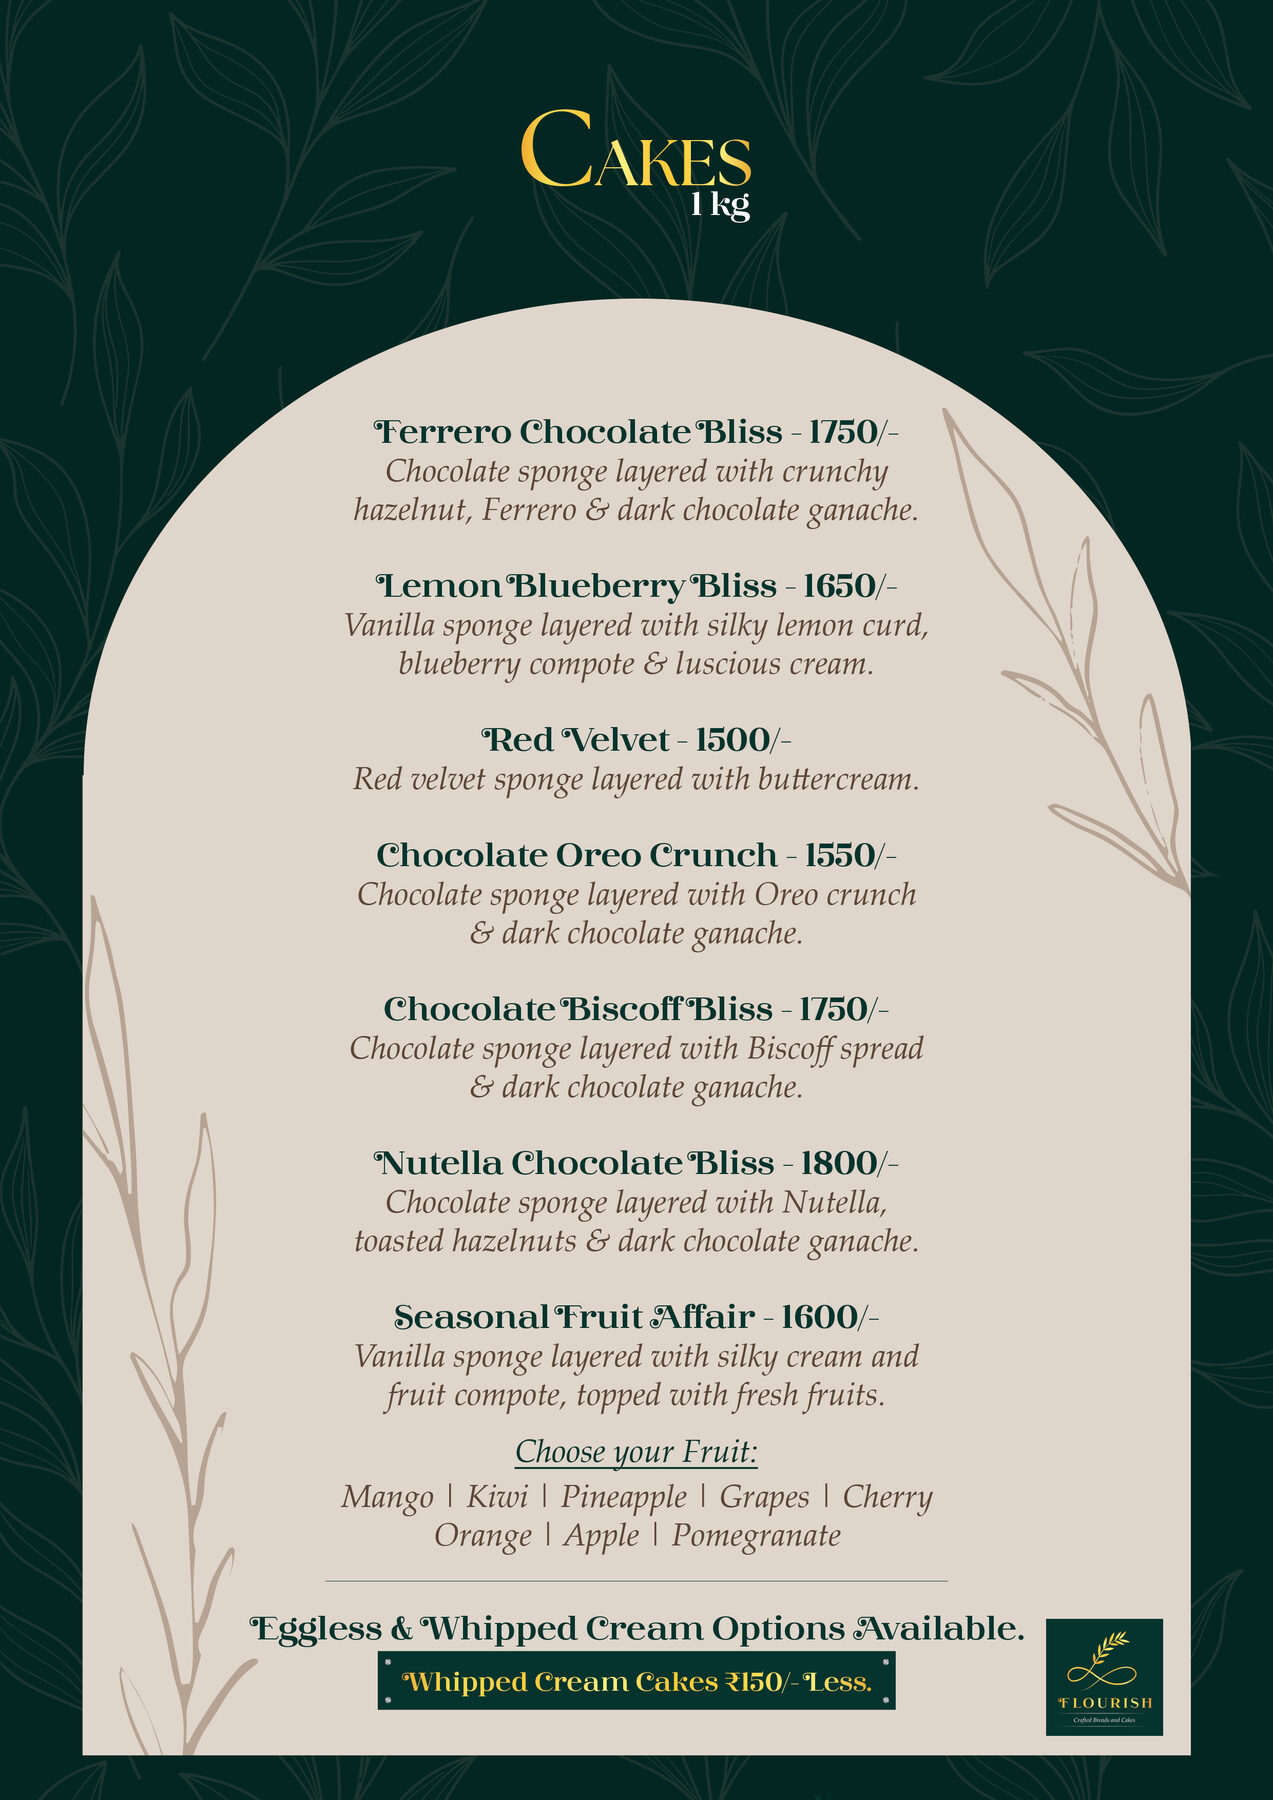 Cakes
1 kg
Ferrero Chocolate Bliss - 1750/-
Chocolate sponge layered with crunchy
hazelnut, Ferrero & dark chocolate ganache.
Lemon Blueberry Bliss - 1650/-
Vanilla sponge layered with silky lemon curd,
blueberry compote & luscious cream.
Red Velvet - 1500/-
Red velvet sponge layered with buttercream.
Chocolate Oreo Crunch - 1550/-
Chocolate sponge layered with Oreo crunch
& dark chocolate ganache.
Chocolate Biscoff Bliss - 1750/-
Chocolate sponge layered with Biscoff spread
& dark chocolate ganache.
Nutella Chocolate Bliss - 1800/-
Chocolate sponge layered with Nutella,
toasted hazelnuts & dark chocolate ganache.
Seasonal Fruit Affair - 1600/-
Vanilla sponge layered with silky cream and
fruit compote, topped with fresh fruits.
Choose your Fruit:
Mango | Kiwi | Pineapple | Grapes | Cherry
Orange | Apple | Pomegranate
Eggless & Whipped Cream Options Available.
Whipped Cream Cakes ₹150/- Less.
FLOURISH
Crafted Breads and Cakes